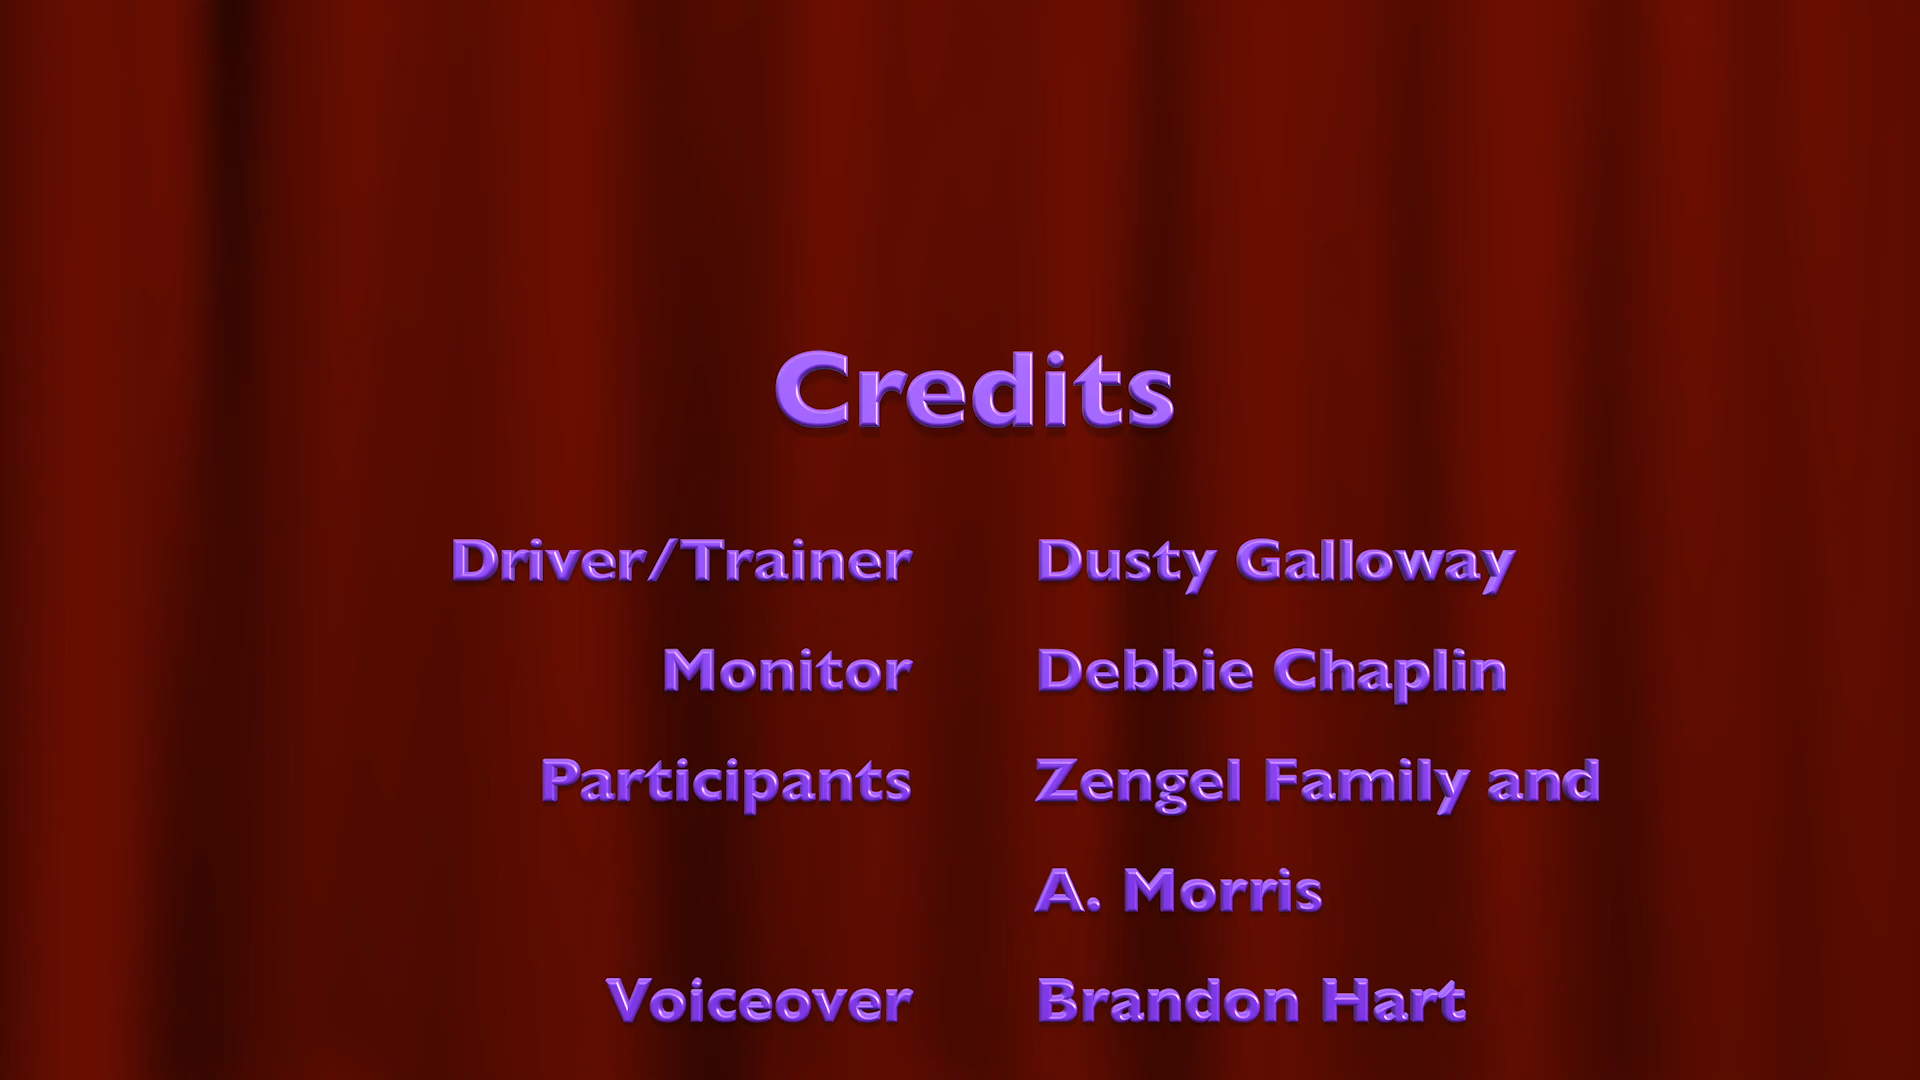 Credits
Driver/Trainer Dusty Galloway
Monitor Debbie Chaplin
Participants Zengel Family and
A. Morris
Voiceover Brandon Hart